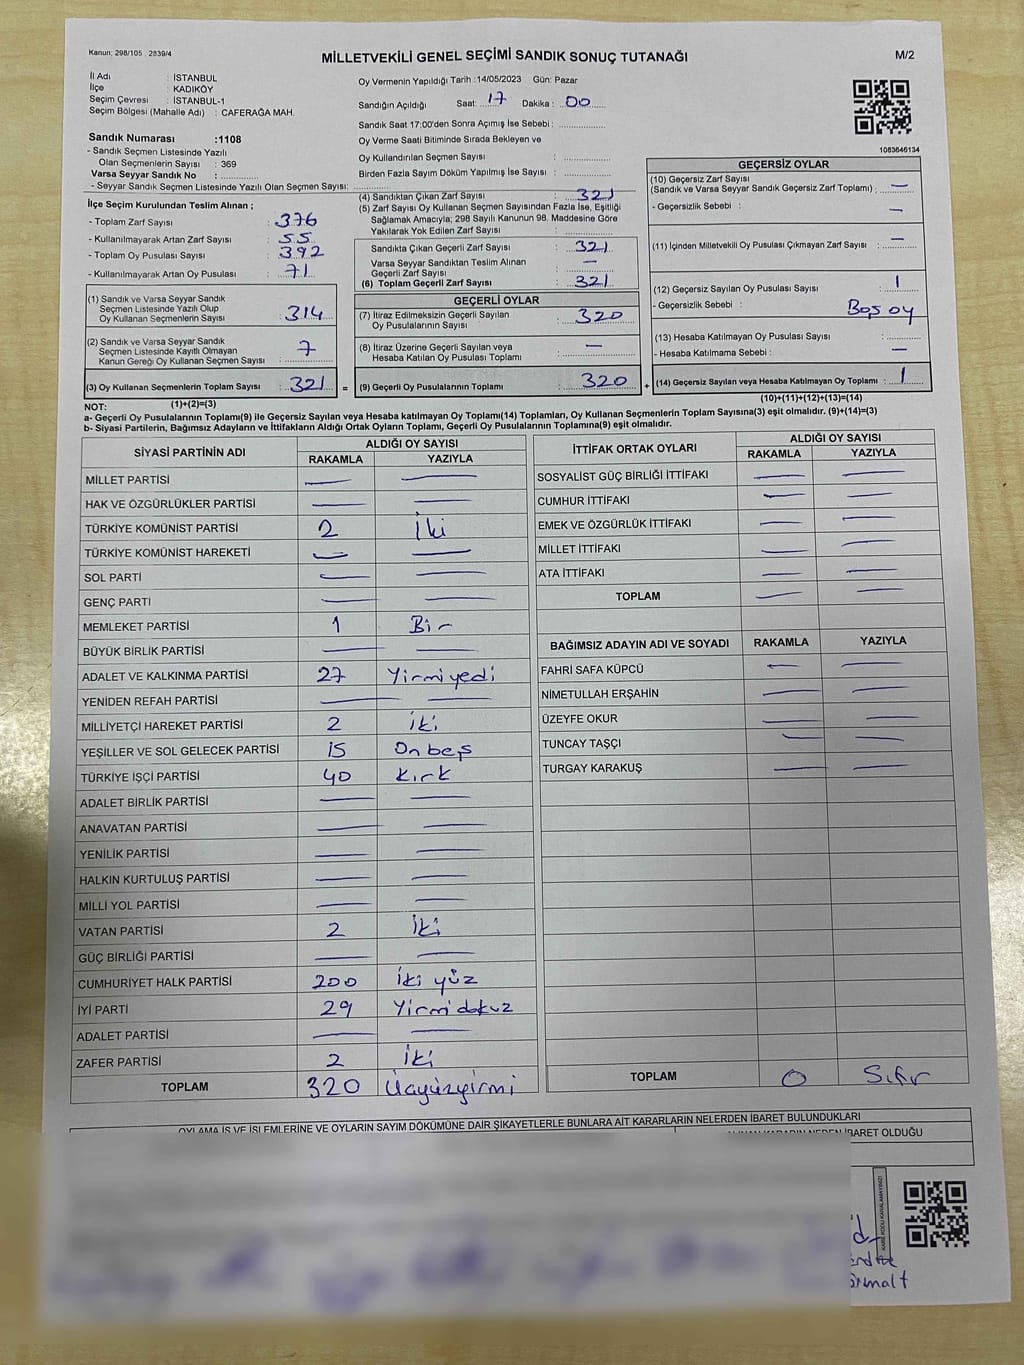 Kanun; 298/105 . 2839/4
MİLLETVEKİLİ GENEL SEÇİMİ SANDIK SONUÇ TUTANAĞI
M/2
İl Adı : İSTANBUL
İlçe : KADIKÖY
Seçim Çevresi : İSTANBUL-1
Seçim Bölgesi (Mahalle Adı) : CAFERAĞA MAH.
Sandık Numarası :1108
- Sandık Seçmen Listesinde Yazılı
Olan Seçmenlerin Sayısı : 369
Varsa Seyyar Sandık No :
- Seyyar Sandık Seçmen Listesinde Yazılı Olan Seçmen Sayısı:
Oy Vermenin Yapıldığı Tarih :14/05/2023 Gün: Pazar
Sandığın Açıldığı Saat: 17 Dakika : 00
Sandık Saat 17:00'den Sonra Açımış İse Sebebi :
Oy Verme Saati Bitiminde Sırada Bekleyen ve
Oy Kullandırılan Seçmen Sayısı :
Birden Fazla Sayım Döküm Yapılmış İse Sayısı :
1083646134
İlçe Seçim Kurulundan Teslim Alınan ;
- Toplam Zarf Sayısı : 376
- Kullanılmayarak Artan Zarf Sayısı : 55
- Toplam Oy Pusulası Sayısı : 392
- Kullanılmayarak Artan Oy Pusulası : 71
(4) Sandıktan Çıkan Zarf Sayısı : 321
(5) Zarf Sayısı Oy Kullanan Seçmen Sayısından Fazla İse, Eşitliği
Sağlamak Amacıyla; 298 Sayılı Kanunun 98. Maddesine Göre
Yakılarak Yok Edilen Zarf Sayısı :
Sandıkta Çıkan Geçerli Zarf Sayısı : 321
Varsa Seyyar Sandıktan Teslim Alınan
Geçerli Zarf Sayısı : —
(6) Toplam Geçerli Zarf Sayısı : 321
GEÇERSİZ OYLAR
(10) Geçersiz Zarf Sayısı
(Sandık ve Varsa Seyyar Sandık Geçersiz Zarf Toplamı) : —
- Geçersizlik Sebebi : —
(11) İçinden Milletvekili Oy Pusulası Çıkmayan Zarf Sayısı : —
(12) Geçersiz Sayılan Oy Pusulası Sayısı : 1
- Geçersizlik Sebebi : Boş oy
(13) Hesaba Katılmayan Oy Pusulası Sayısı :
- Hesaba Katılmama Sebebi : —
(14) Geçersiz Sayılan veya Hesaba Katılmayan Oy Toplamı : 1
(10)+(11)+(12)+(13)=(14)
(1) Sandık ve Varsa Seyyar Sandık
Seçmen Listesinde Yazılı Olup
Oy Kullanan Seçmenlerin Sayısı : 314
(2) Sandık ve Varsa Seyyar Sandık
Seçmen Listesinde Kayıtlı Olmayan
Kanun Gereği Oy Kullanan Seçmen Sayısı : 7
(3) Oy Kullanan Seçmenlerin Toplam Sayısı : 321 =
(1)+(2)=(3)
GEÇERLİ OYLAR
(7) İtiraz Edilmeksizin Geçerli Sayılan
Oy Pusulalarının Sayısı : 320
(8) İtiraz Üzerine Geçerli Sayılan veya
Hesaba Katılan Oy Pusulası Toplamı : —
(9) Geçerli Oy Pusulalarının Toplamı : 320 +
NOT:
a- Geçerli Oy Pusulalarının Toplamı(9) ile Geçersiz Sayılan veya Hesaba katılmayan Oy Toplamı(14) Toplamları, Oy Kullanan Seçmenlerin Toplam Sayısına(3) eşit olmalıdır. (9)+(14)=(3)
b- Siyasi Partilerin, Bağımsız Adayların ve İttifakların Aldığı Ortak Oyların Toplamı, Geçerli Oy Pusulalarının Toplamına(9) eşit olmalıdır.
SİYASİ PARTİNİN ADI ALDIĞI OY SAYISI
RAKAMLA YAZIYLA
MİLLET PARTİSİ — —
HAK VE ÖZGÜRLÜKLER PARTİSİ — —
TÜRKİYE KOMÜNİST PARTİSİ 2 İki
TÜRKİYE KOMÜNİST HAREKETİ — —
SOL PARTİ — —
GENÇ PARTİ — —
MEMLEKET PARTİSİ 1 Bir
BÜYÜK BİRLİK PARTİSİ — —
ADALET VE KALKINMA PARTİSİ 27 Yirmiyedi
YENİDEN REFAH PARTİSİ — —
MİLLİYETÇİ HAREKET PARTİSİ 2 İki
YEŞİLLER VE SOL GELECEK PARTİSİ 15 Onbeş
TÜRKİYE İŞÇİ PARTİSİ 40 Kırk
ADALET BİRLİK PARTİSİ — —
ANAVATAN PARTİSİ — —
YENİLİK PARTİSİ — —
HALKIN KURTULUŞ PARTİSİ — —
MİLLİ YOL PARTİSİ — —
VATAN PARTİSİ 2 İki
GÜÇ BİRLİĞİ PARTİSİ — —
CUMHURİYET HALK PARTİSİ 200 İki yüz
İYİ PARTİ 29 Yirmidokuz
ADALET PARTİSİ — —
ZAFER PARTİSİ 2 İki
TOPLAM 320 Üçyüzyirmi
İTTİFAK ORTAK OYLARI ALDIĞI OY SAYISI
RAKAMLA YAZIYLA
SOSYALİST GÜÇ BİRLİĞİ İTTİFAKI — —
CUMHUR İTTİFAKI — —
EMEK VE ÖZGÜRLÜK İTTİFAKI — —
MİLLET İTTİFAKI — —
ATA İTTİFAKI — —
TOPLAM — —
BAĞIMSIZ ADAYIN ADI VE SOYADI RAKAMLA YAZIYLA
FAHRİ SAFA KÜPCÜ — —
NİMETULLAH ERŞAHİN — —
ÜZEYFE OKUR — —
TUNCAY TAŞÇI — —
TURGAY KARAKUŞ — —
TOPLAM 0 Sıfır
OYLAMA İŞ VE İŞLEMLERİNE VE OYLARIN SAYIM DÖKÜMÜNE DAİR ŞİKAYETLERLE BUNLARA AİT KARARLARIN NELERDEN İBARET BULUNDUKLARI
ALINAN KARARIN NEDEN İBARET OLDUĞU